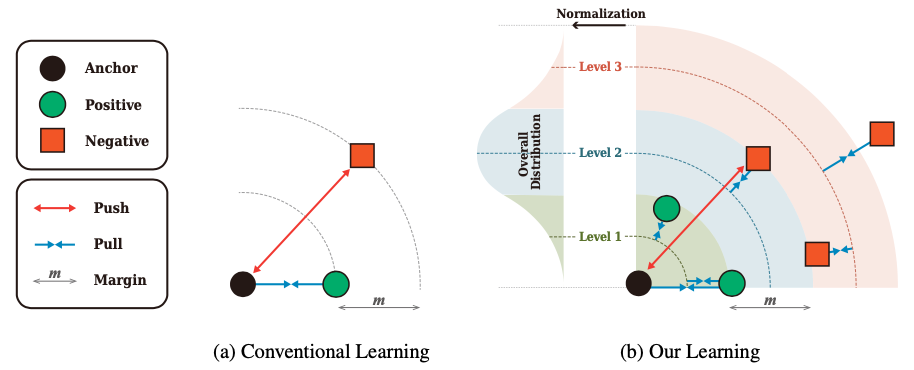 Anchor
Positive
Negative
Push
Pull
m
Margin
m
(a) Conventional Learning
Normalization
Level 3
Overall
Distribution
Level 2
Level 1
m
(b) Our Learning